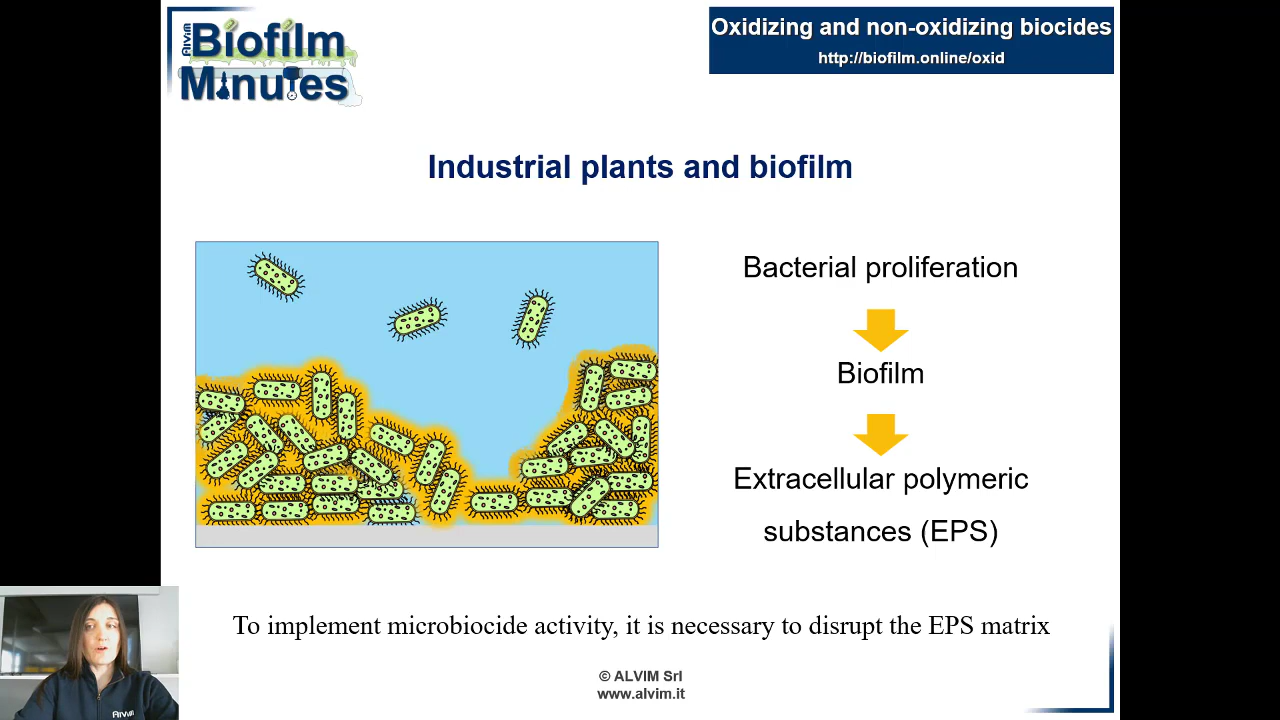 Alvim
Biofilm
Minutes
Oxidizing and non-oxidizing biocides
http://biofilm.online/oxid
Industrial plants and biofilm
Bacterial proliferation
Biofilm
Extracellular polymeric
substances (EPS)
To implement microbiocide activity, it is necessary to disrupt the EPS matrix
© ALVIM Srl
www.alvim.it
ALVIM